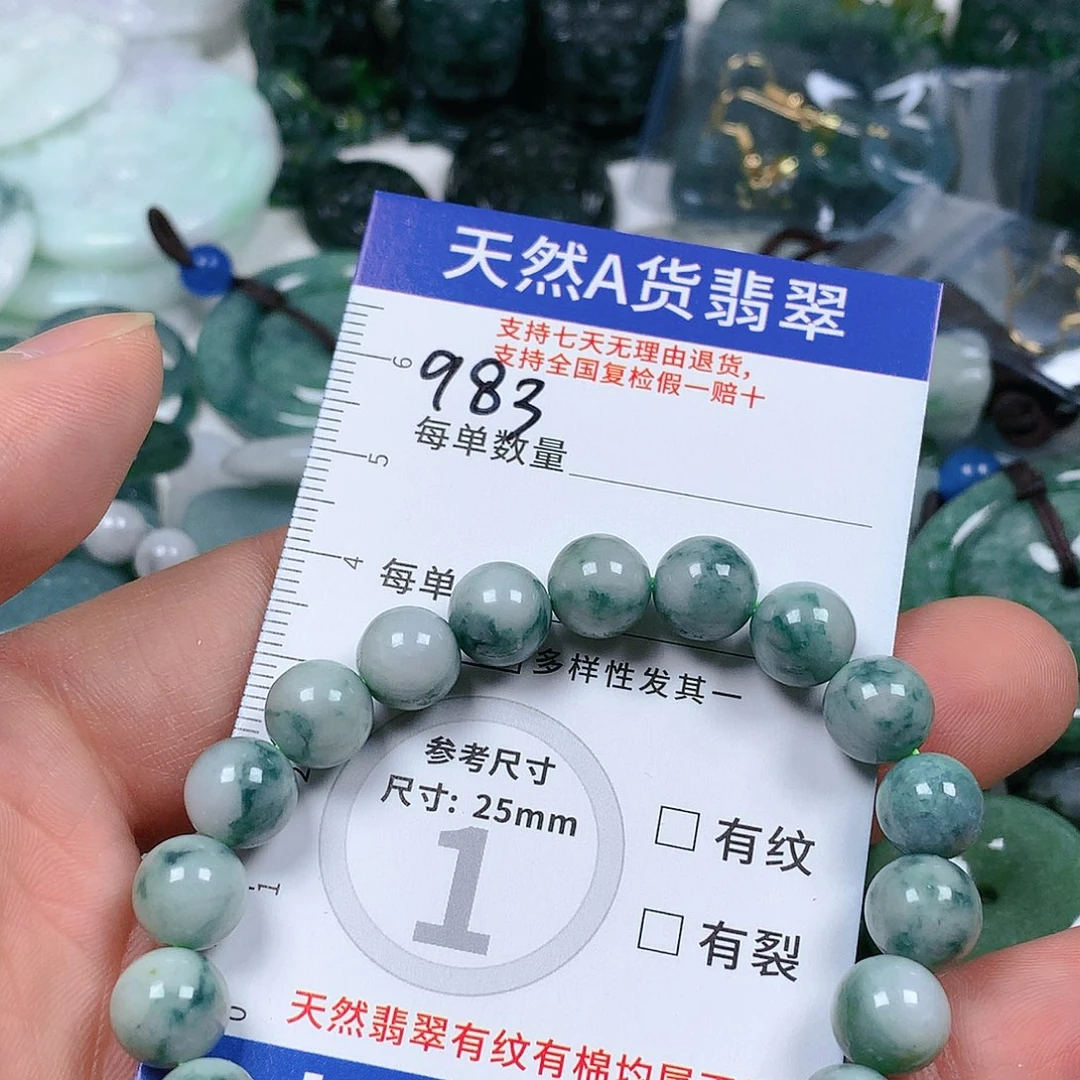 天然A货翡翠
支持七天无理由退货,
支持全国复检假一赔十
983
6
每单数量
5
4
每单
多样性发其一
参考尺寸
尺寸: 25mm
2
1
有纹
1
有裂
0
天然翡翠有纹有棉均属